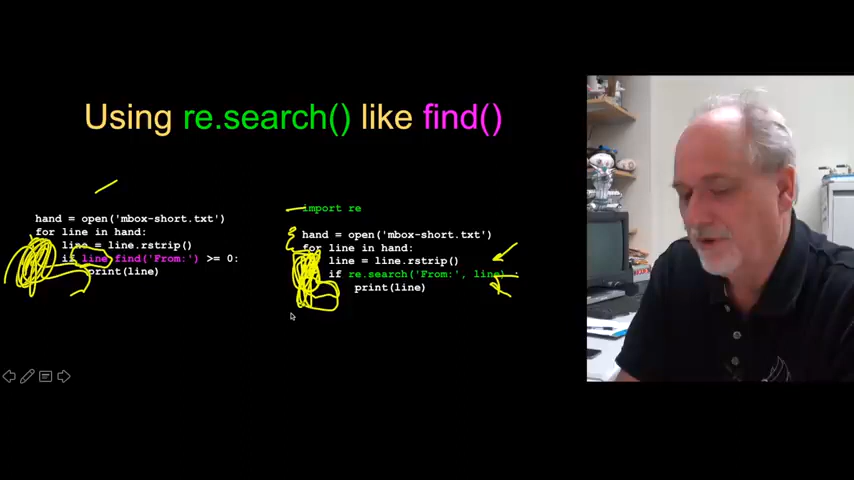 Using re.search() like find()
hand = open('mbox-short.txt')
for line in hand:
line = line.rstrip()
if line.find('From:') >= 0:
print(line)
import re
hand = open('mbox-short.txt')
for line in hand:
line = line.rstrip()
if re.search('From:', line) :
print(line)